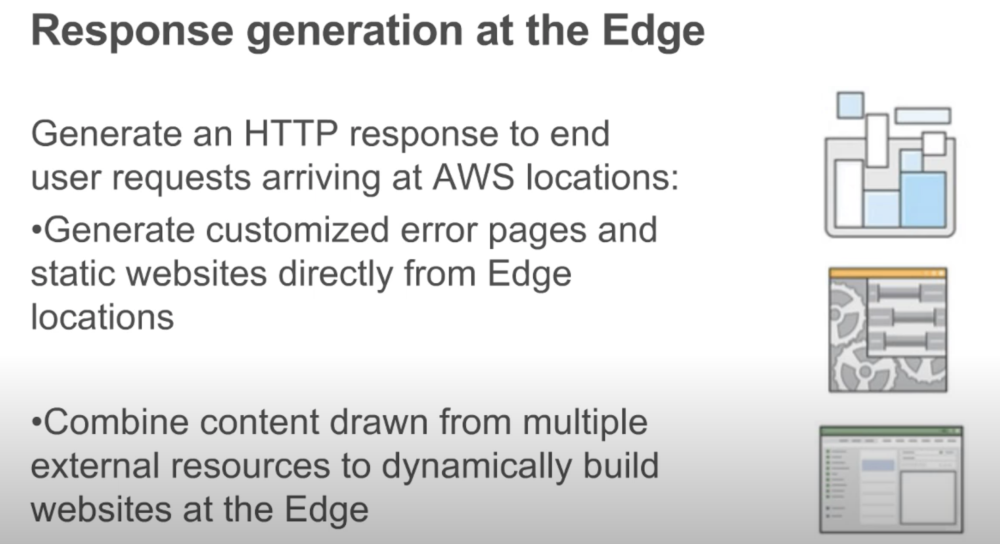 Response generation at the Edge
Generate an HTTP response to end
user requests arriving at AWS locations:
•Generate customized error pages and
static websites directly from Edge
locations
•Combine content drawn from multiple
external resources to dynamically build
websites at the Edge